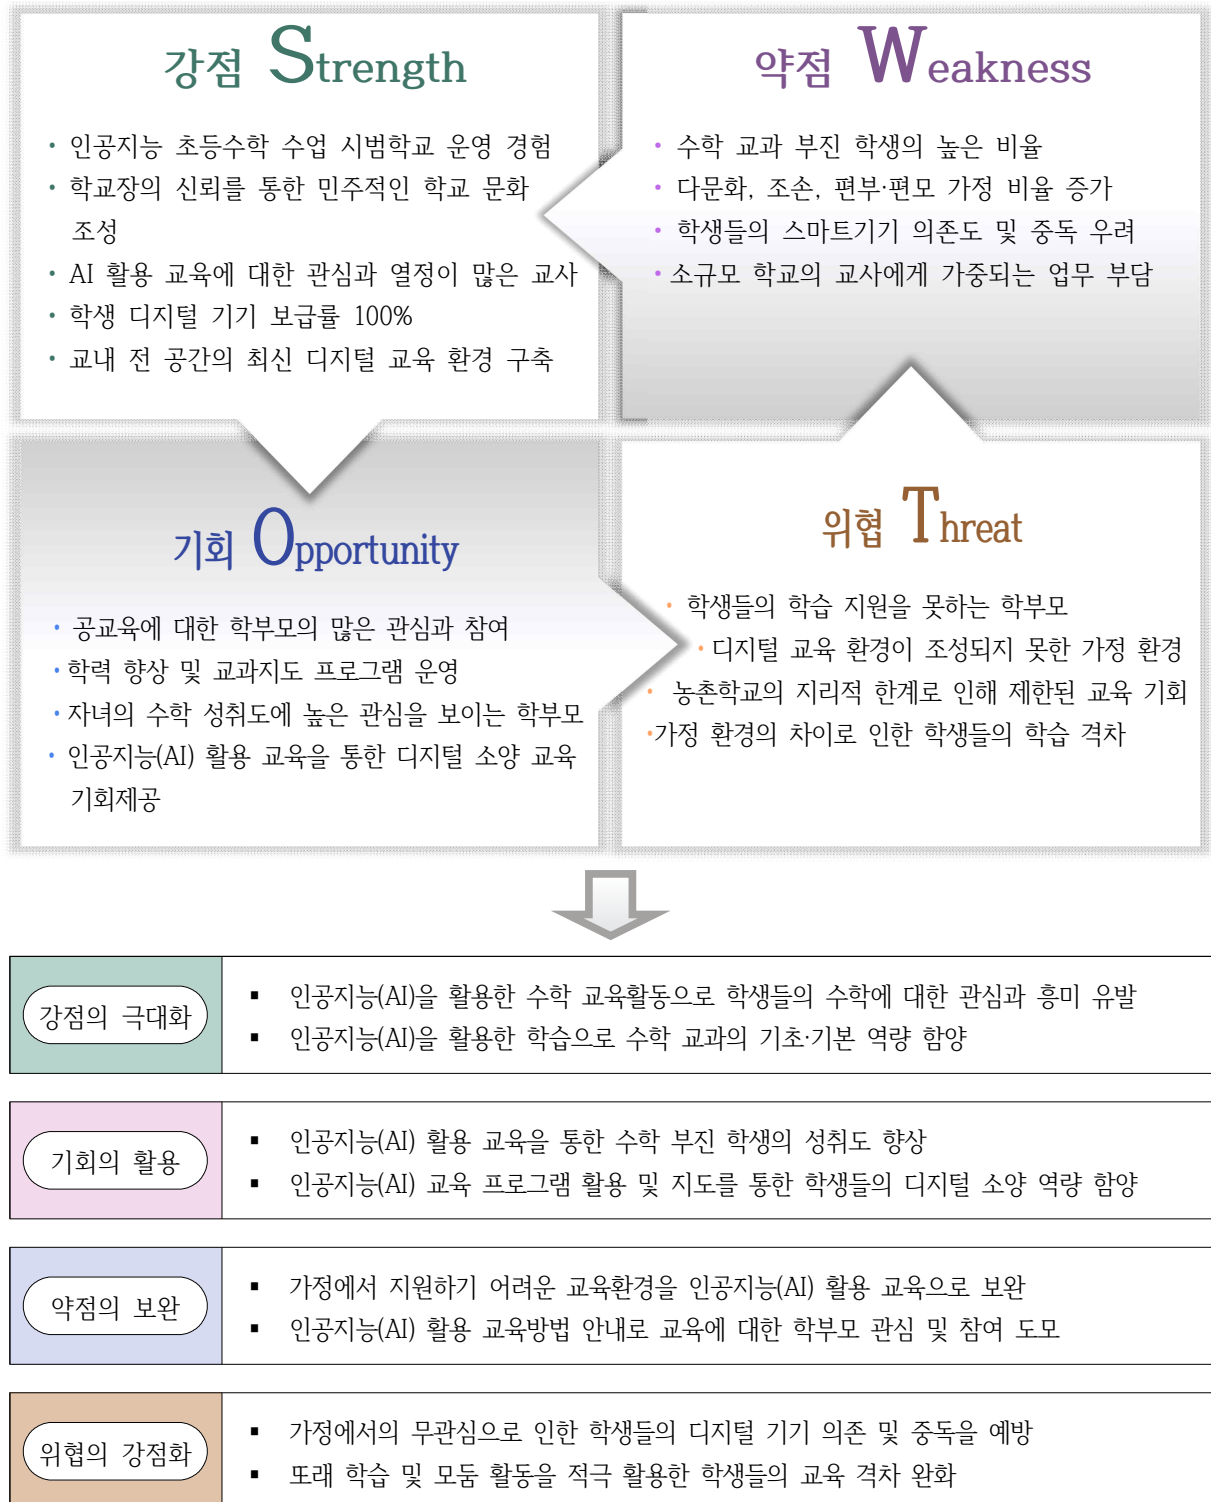 강점 Strength
• 인공지능 초등수학 수업 시범학교 운영 경험
• 학교장의 신뢰를 통한 민주적인 학교 문화
조성
• AI 활용 교육에 대한 관심과 열정이 많은 교사
• 학생 디지털 기기 보급률 100%
• 교내 전 공간의 최신 디지털 교육 환경 구축
약점 Weakness
• 수학 교과 부진 학생의 높은 비율
• 다문화, 조손, 편부·편모 가정 비율 증가
• 학생들의 스마트기기 의존도 및 중독 우려
• 소규모 학교의 교사에게 가중되는 업무 부담
기회 Opportunity
• 공교육에 대한 학부모의 많은 관심과 참여
• 학력 향상 및 교과지도 프로그램 운영
• 자녀의 수학 성취도에 높은 관심을 보이는 학부모
• 인공지능(AI) 활용 교육을 통한 디지털 소양 교육
기회제공
위협 Threat
• 학생들의 학습 지원을 못하는 학부모
• 디지털 교육 환경이 조성되지 못한 가정 환경
• 농촌학교의 지리적 한계로 인해 제한된 교육 기회
• 가정 환경의 차이로 인한 학생들의 학습 격차
강점의 극대화
▪ 인공지능(AI)을 활용한 수학 교육활동으로 학생들의 수학에 대한 관심과 흥미 유발
▪ 인공지능(AI)을 활용한 학습으로 수학 교과의 기초·기본 역량 함양
기회의 활용
▪ 인공지능(AI) 활용 교육을 통한 수학 부진 학생의 성취도 향상
▪ 인공지능(AI) 교육 프로그램 활용 및 지도를 통한 학생들의 디지털 소양 역량 함양
약점의 보완
▪ 가정에서 지원하기 어려운 교육환경을 인공지능(AI) 활용 교육으로 보완
▪ 인공지능(AI) 활용 교육방법 안내로 교육에 대한 학부모 관심 및 참여 도모
위협의 강점화
▪ 가정에서의 무관심으로 인한 학생들의 디지털 기기 의존 및 중독을 예방
▪ 또래 학습 및 모둠 활동을 적극 활용한 학생들의 교육 격차 완화